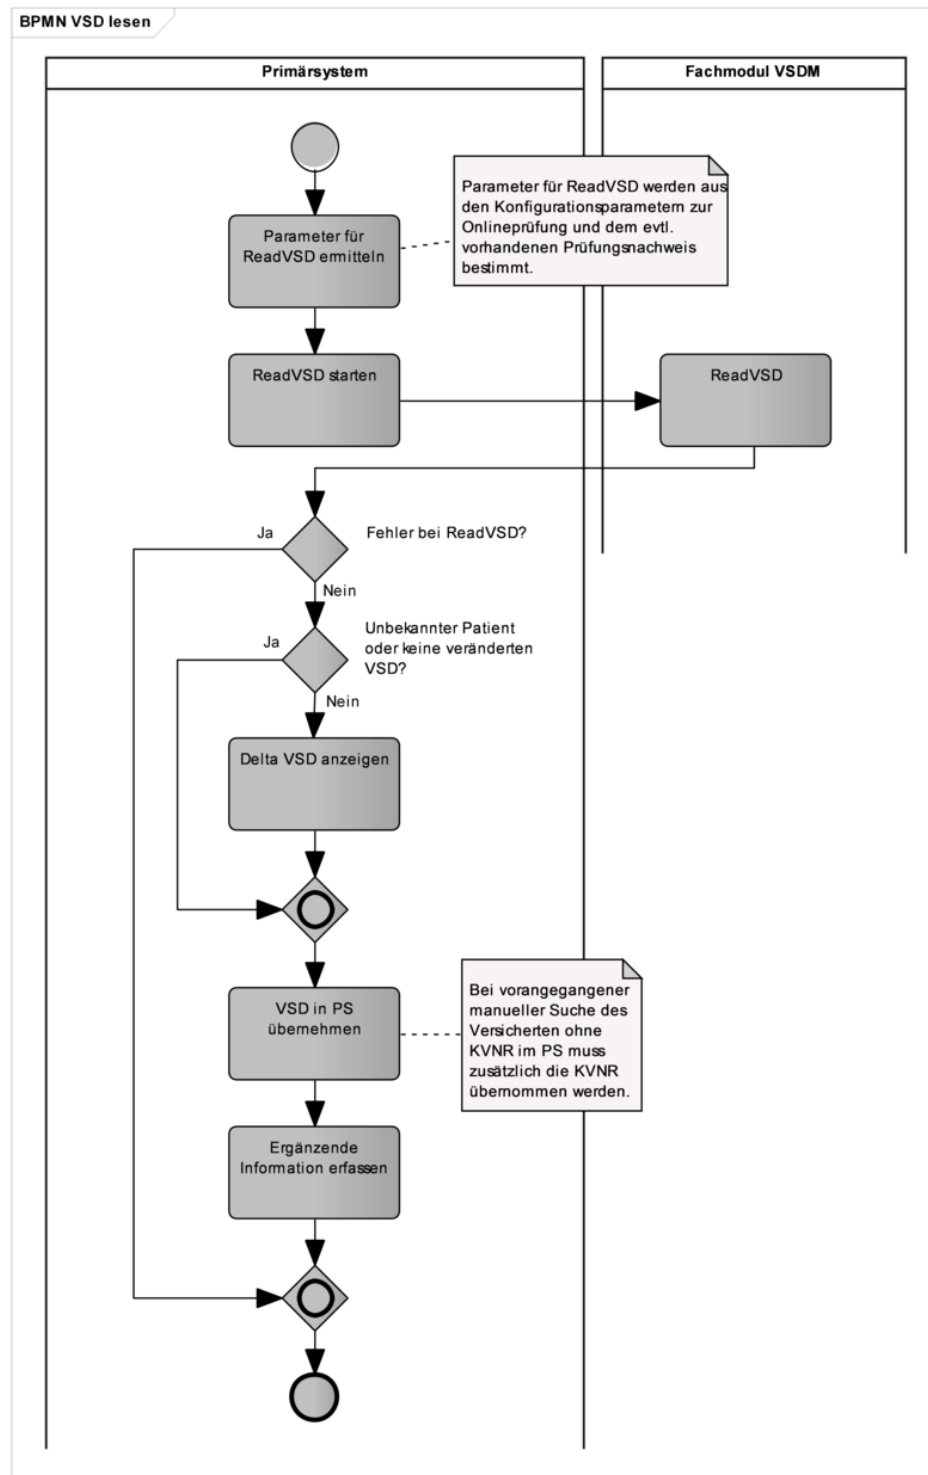 BPMN VSD lesen
Primärsystem
Fachmodul VSDM
Parameter für ReadVSD werden aus
den Konfigurationsparametern zur
Onlineprüfung und dem evtl.
vorhandenen Prüfungsnachweis
bestimmt.
Parameter für
ReadVSD ermitteln
ReadVSD starten
ReadVSD
Ja
Fehler bei ReadVSD?
Nein
Ja
Unbekannter Patient
oder keine veränderten
VSD?
Nein
Delta VSD anzeigen
VSD in PS
übernehmen
Bei vorangegangener
manueller Suche des
Versicherten ohne
KVNR im PS muss
zusätzlich die KVNR
übernommen werden.
Ergänzende
Information erfassen